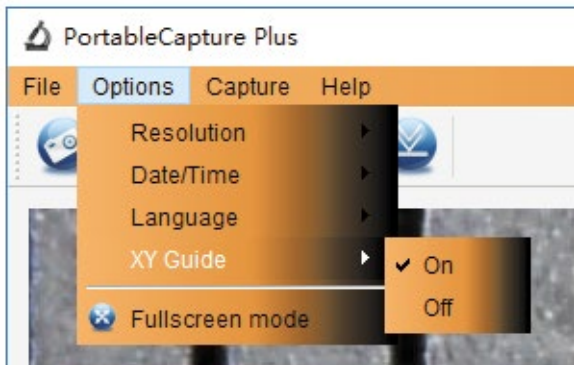 PortableCapture Plus
File Options Capture Help
Resolution
Date/Time
Language
XY Guide
On
Off
Fullscreen mode